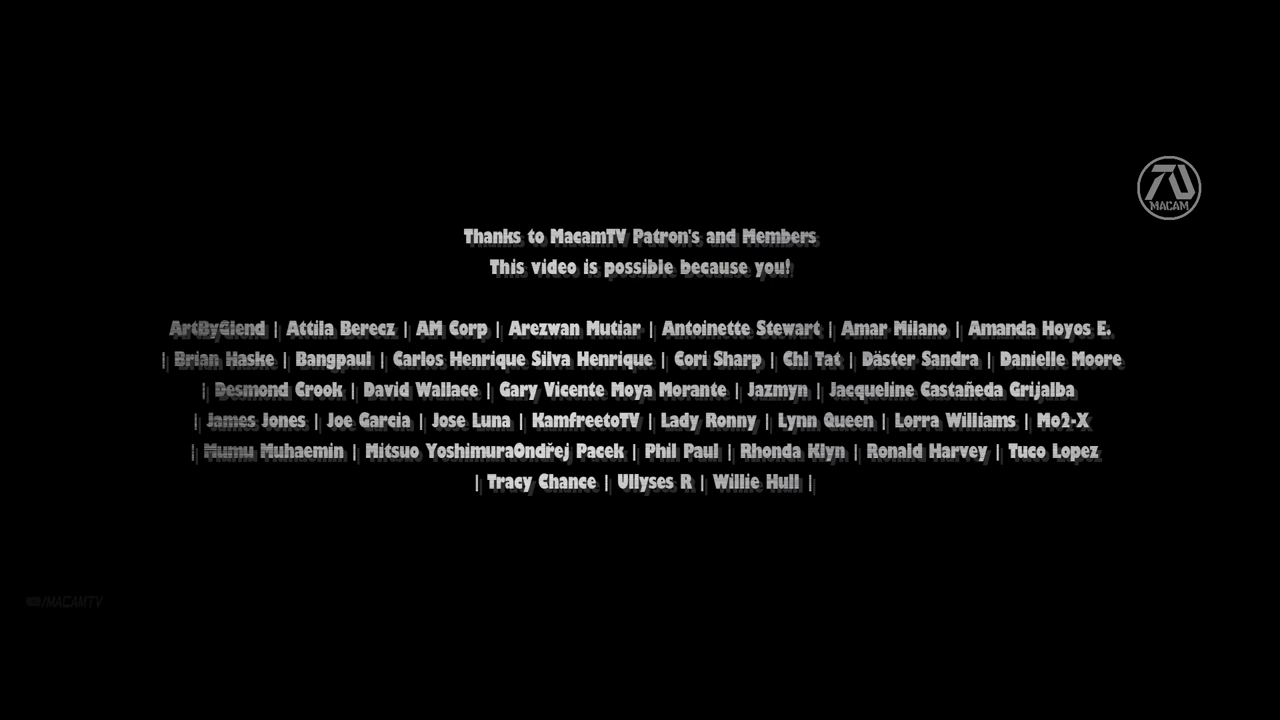 MACAM
Thanks to MacamTV Patron's and Members
This video is possible because you!
ArtByGlend | Attila Berecz | AM Corp | Arezwan Mutiar | Antoinette Stewart | Amar Milano | Amanda Hoyos E.
| Brian Haske | Bangpaul | Carlos Henrique Silva Henrique | Cori Sharp | Chi Tat | Däster Sandra | Danielle Moore
| Desmond Crook | David Wallace | Gary Vicente Moya Morante | Jazmyn | Jacqueline Castañeda Grijalba
| James Jones | Joe Garcia | Jose Luna | KamfreetoTV | Lady Ronny | Lynn Queen | Lorra Williams | Mo2-X
| Mumu Muhaemin | Mitsuo YoshimuraOndřej Pacek | Phil Paul | Rhonda Klyn | Ronald Harvey | Tuco Lopez
| Tracy Chance | Ullyses R | Willie Hull |
/MACAMTV